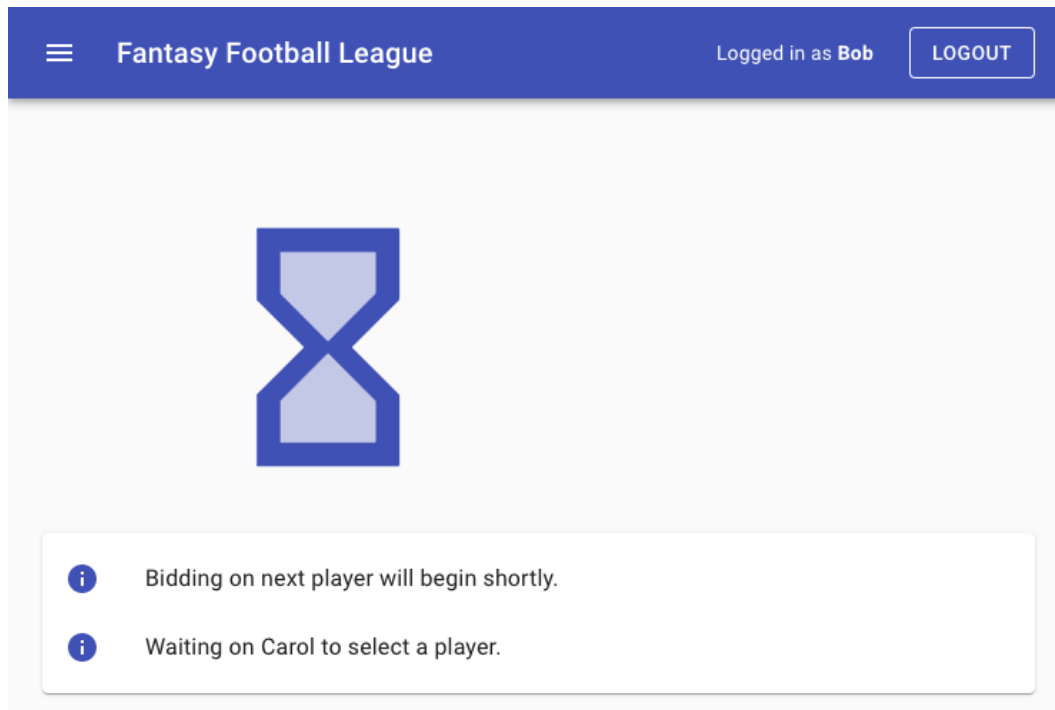 Fantasy Football League
Logged in as Bob
LOGOUT
Bidding on next player will begin shortly.
Waiting on Carol to select a player.